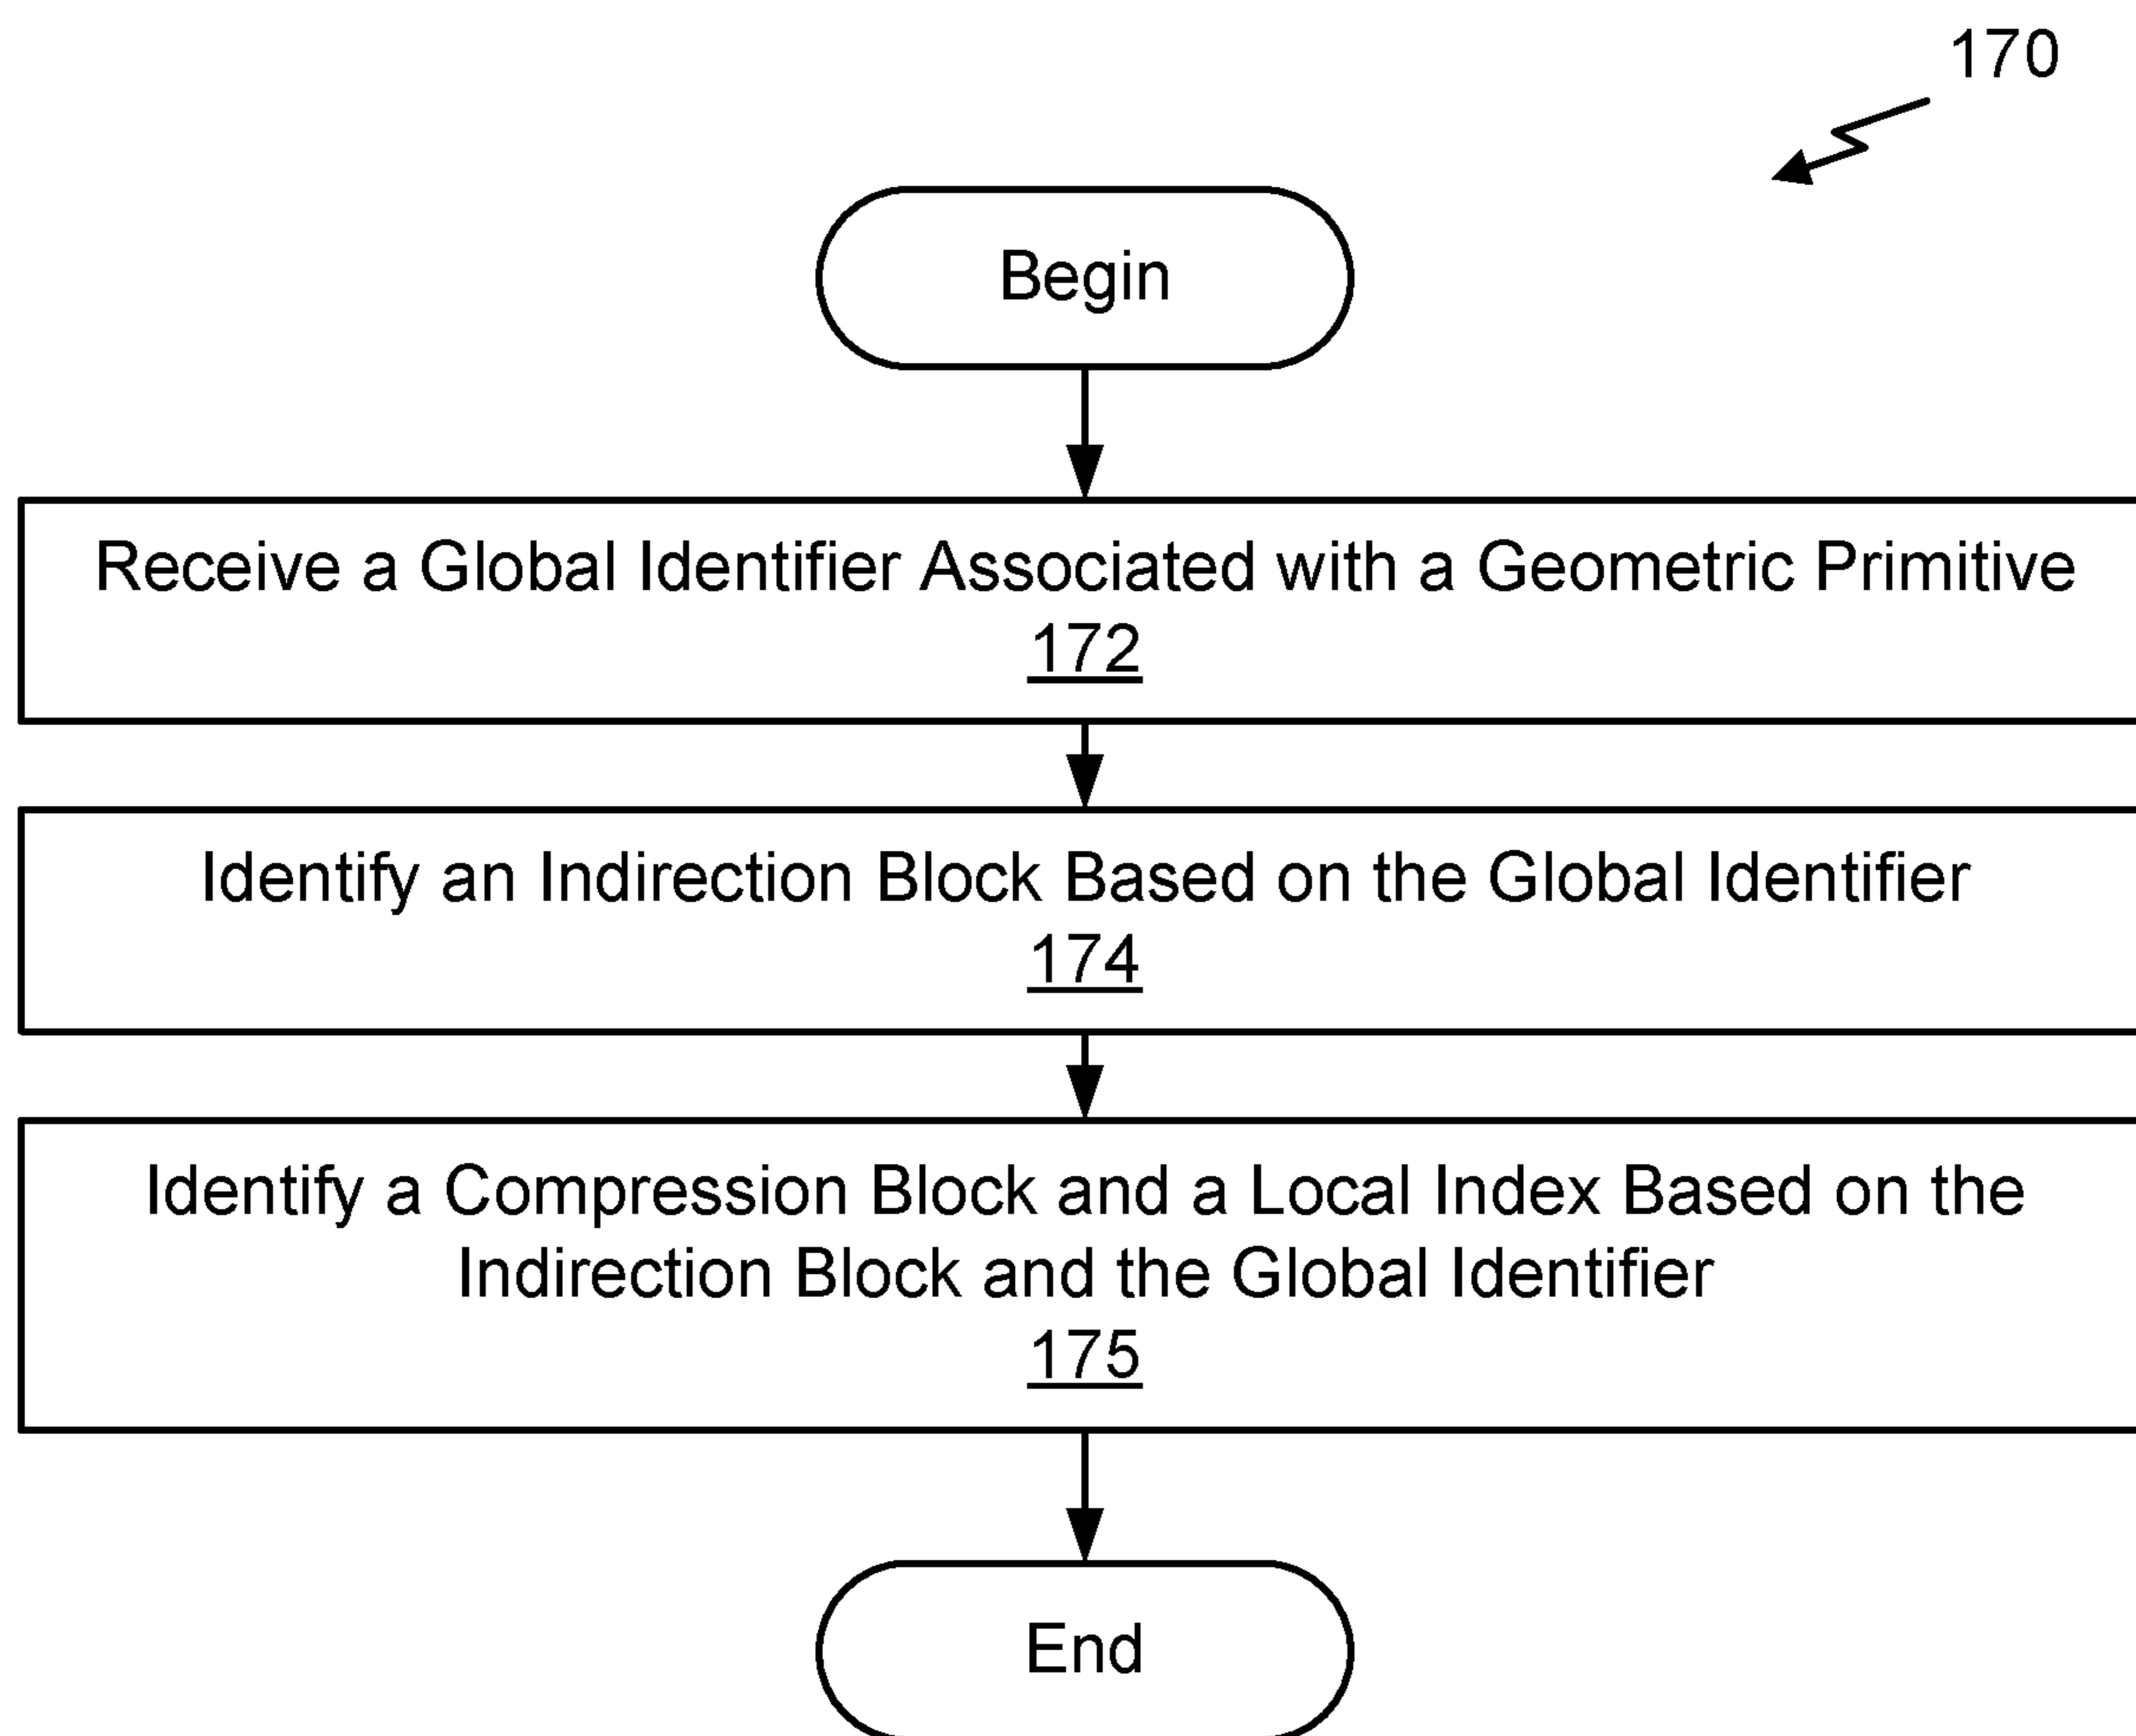 170
Begin
Receive a Global Identifier Associated with a Geometric Primitive
172
Identify an Indirection Block Based on the Global Identifier
174
Identify a Compression Block and a Local Index Based on the
Indirection Block and the Global Identifier
175
End